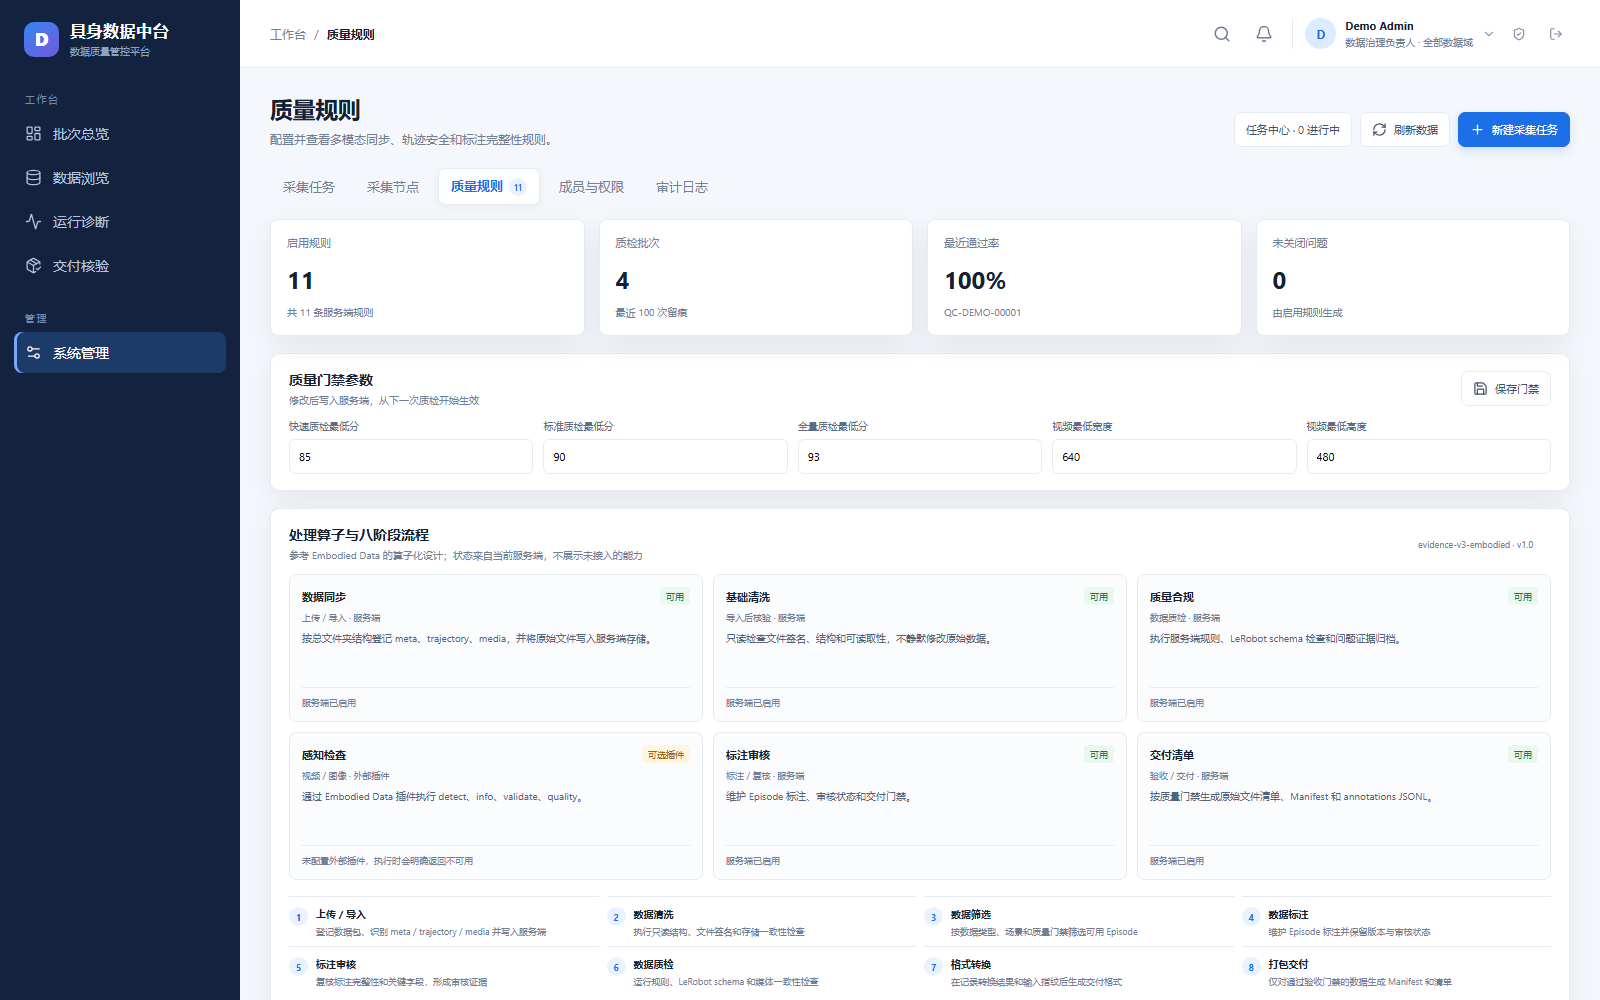 D
具身数据中台
数据质量管控平台
工作台
批次总览
数据浏览
运行诊断
交付核验
管理
系统管理
工作台 / 质量规则
D
Demo Admin
数据治理负责人 · 全部数据域
质量规则
配置并查看多模态同步、轨迹安全和标注完整性规则。
任务中心 · 0 进行中
刷新数据
新建采集任务
采集任务
采集节点
质量规则 11
成员与权限
审计日志
启用规则
11
共 11 条服务端规则
质检批次
4
最近 100 次留痕
最近通过率
100%
QC-DEMO-00001
未关闭问题
0
由启用规则生成
质量门禁参数
修改后写入服务端，从下一次质检开始生效
保存门禁
快速质检最低分
85
标准质检最低分
90
全量质检最低分
93
视频最低宽度
640
视频最低高度
480
处理算子与八阶段流程
参考 Embodied Data 的算子化设计；状态来自当前服务端，不展示未接入的能力
evidence-v3-embodied · v1.0
数据同步
可用
上传 / 导入 · 服务端
按总文件夹结构登记 meta、trajectory、media，并将原始文件写入服务端存储。
服务端已启用
基础清洗
可用
导入后核验 · 服务端
只读检查文件签名、结构和可读取性，不静默修改原始数据。
服务端已启用
质量合规
可用
数据质检 · 服务端
执行服务端规则、LeRobot schema 检查和问题证据归档。
服务端已启用
感知检查
可选插件
视频 / 图像 · 外部插件
通过 Embodied Data 插件执行 detect、info、validate、quality。
未配置外部插件，执行时会明确返回不可用
标注审核
可用
标注 / 复核 · 服务端
维护 Episode 标注、审核状态和交付门禁。
服务端已启用
交付清单
可用
验收 / 交付 · 服务端
按质量门禁生成原始文件清单、Manifest 和 annotations JSONL。
服务端已启用
1
上传 / 导入
登记数据包、识别 meta / trajectory / media 并写入服务端
2
数据清洗
执行只读结构、文件签名和存储一致性检查
3
数据筛选
按数据类型、场景和质量门禁筛选可用 Episode
4
数据标注
维护 Episode 标注并保留版本与审核状态
5
标注审核
复核标注完整性和关键字段，形成审核证据
6
数据质检
运行规则、LeRobot schema 和媒体一致性检查
7
格式转换
在记录转换结果和输入指纹后生成交付格式
8
打包交付
仅对通过验收门禁的数据生成 Manifest 和清单